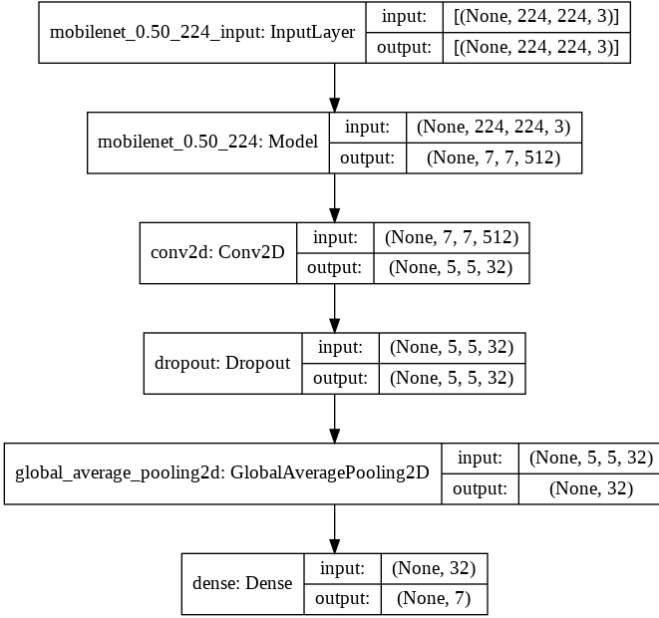 mobilenet_0.50_224_input: InputLayer
input:
[(None, 224, 224, 3)]
output:
[(None, 224, 224, 3)]
mobilenet_0.50_224: Model
input:
(None, 224, 224, 3)
output:
(None, 7, 7, 512)
conv2d: Conv2D
input:
(None, 7, 7, 512)
output:
(None, 5, 5, 32)
dropout: Dropout
input:
(None, 5, 5, 32)
output:
(None, 5, 5, 32)
global_average_pooling2d: GlobalAveragePooling2D
input:
(None, 5, 5, 32)
output:
(None, 32)
dense: Dense
input:
(None, 32)
output:
(None, 7)